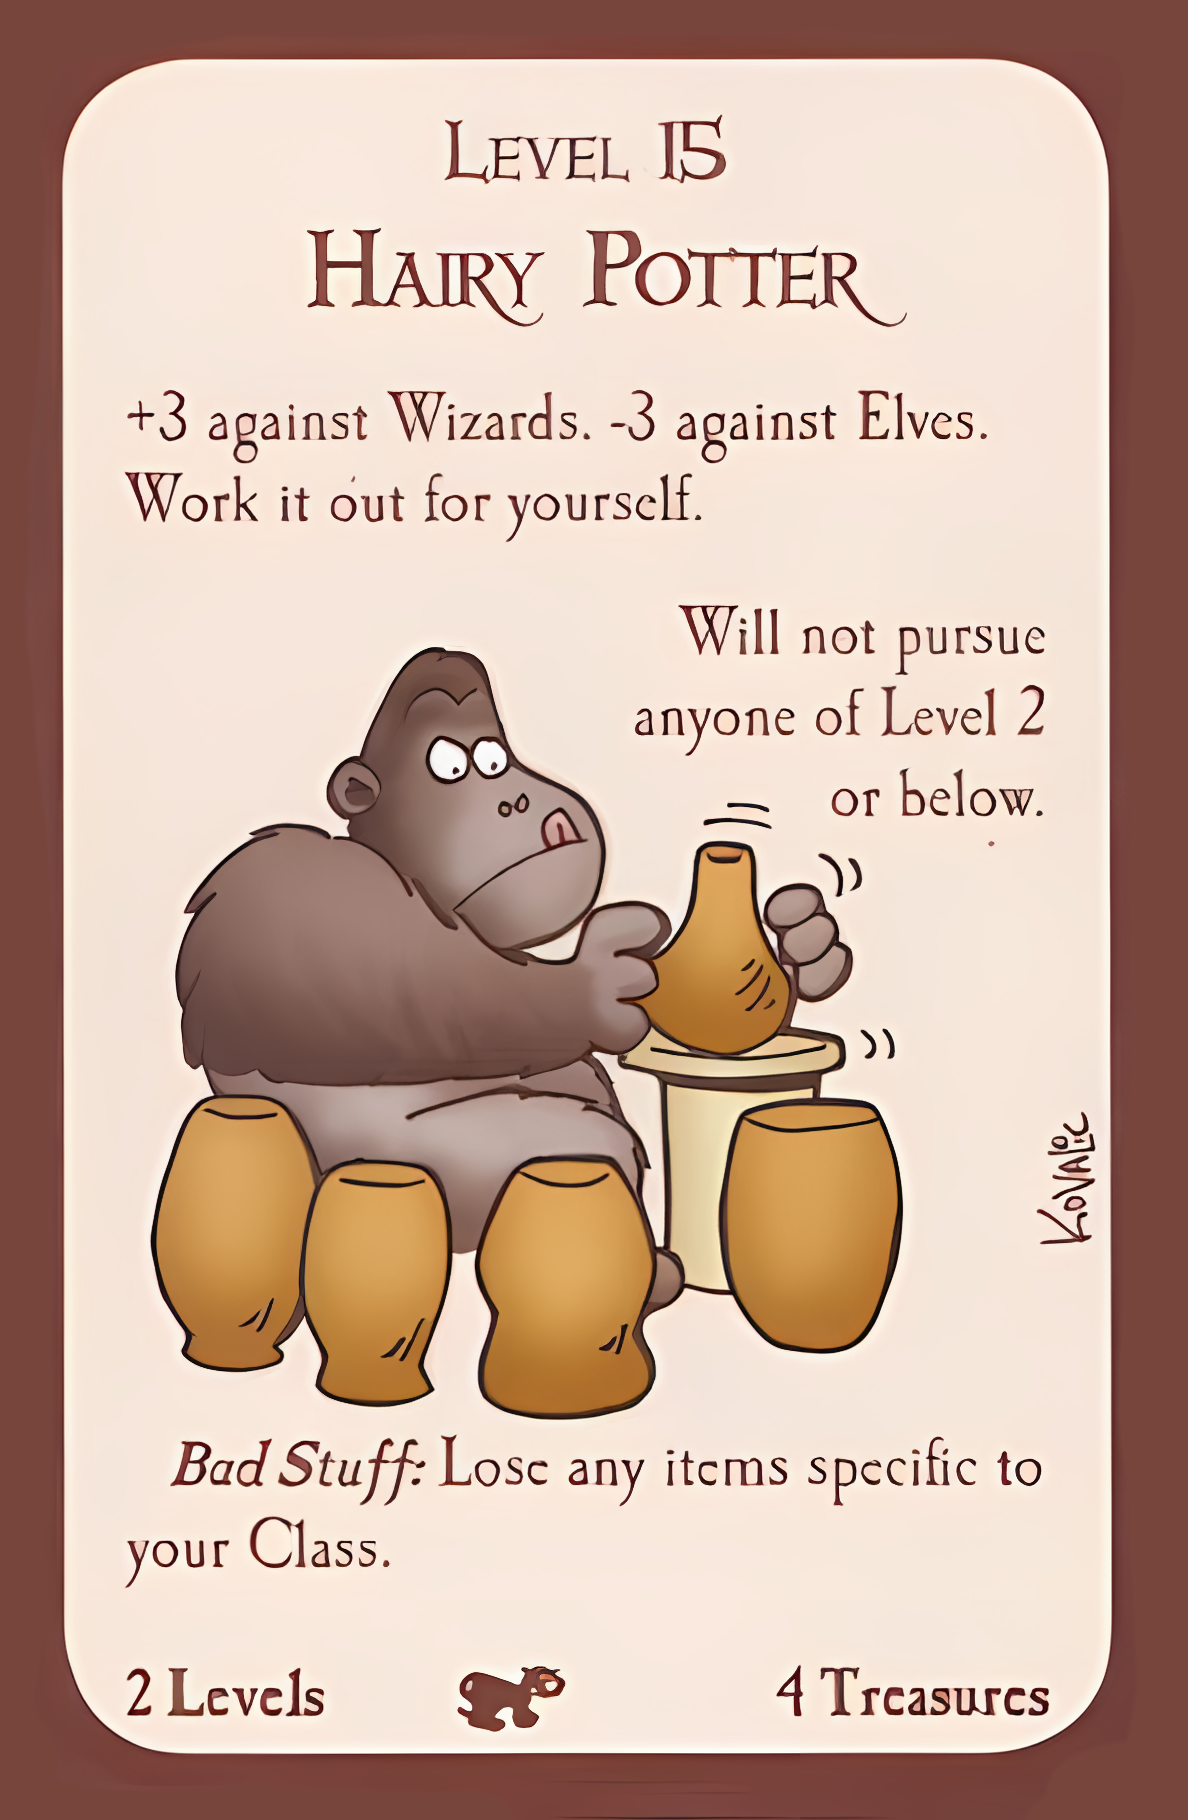 Level 15
Hairy Potter
+3 against Wizards. -3 against Elves.
Work it out for yourself.
Will not pursue
anyone of Level 2
or below.
Kovalic
Bad Stuff: Lose any items specific to
your Class.
2 Levels
4 Treasures